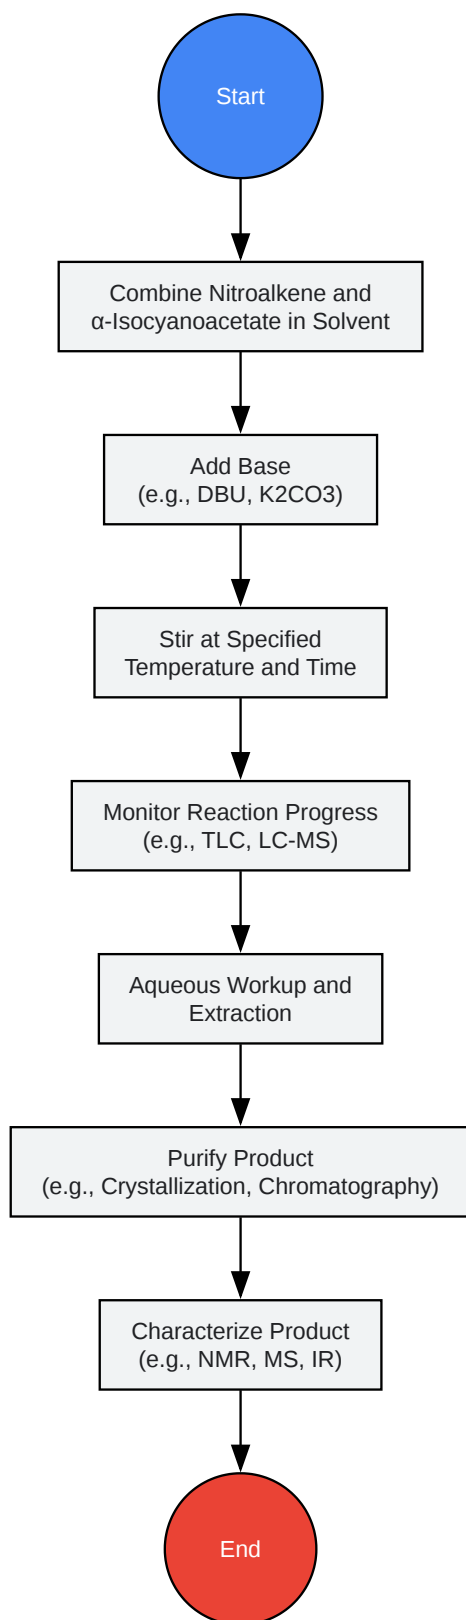 Start
Combine Nitroalkene and
α-Isocyanoacetate in Solvent
Add Base
(e.g., DBU, K2CO3)
Stir at Specified
Temperature and Time
Monitor Reaction Progress
(e.g., TLC, LC-MS)
Aqueous Workup and
Extraction
Purify Product
(e.g., Crystallization, Chromatography)
Characterize Product
(e.g., NMR, MS, IR)
End